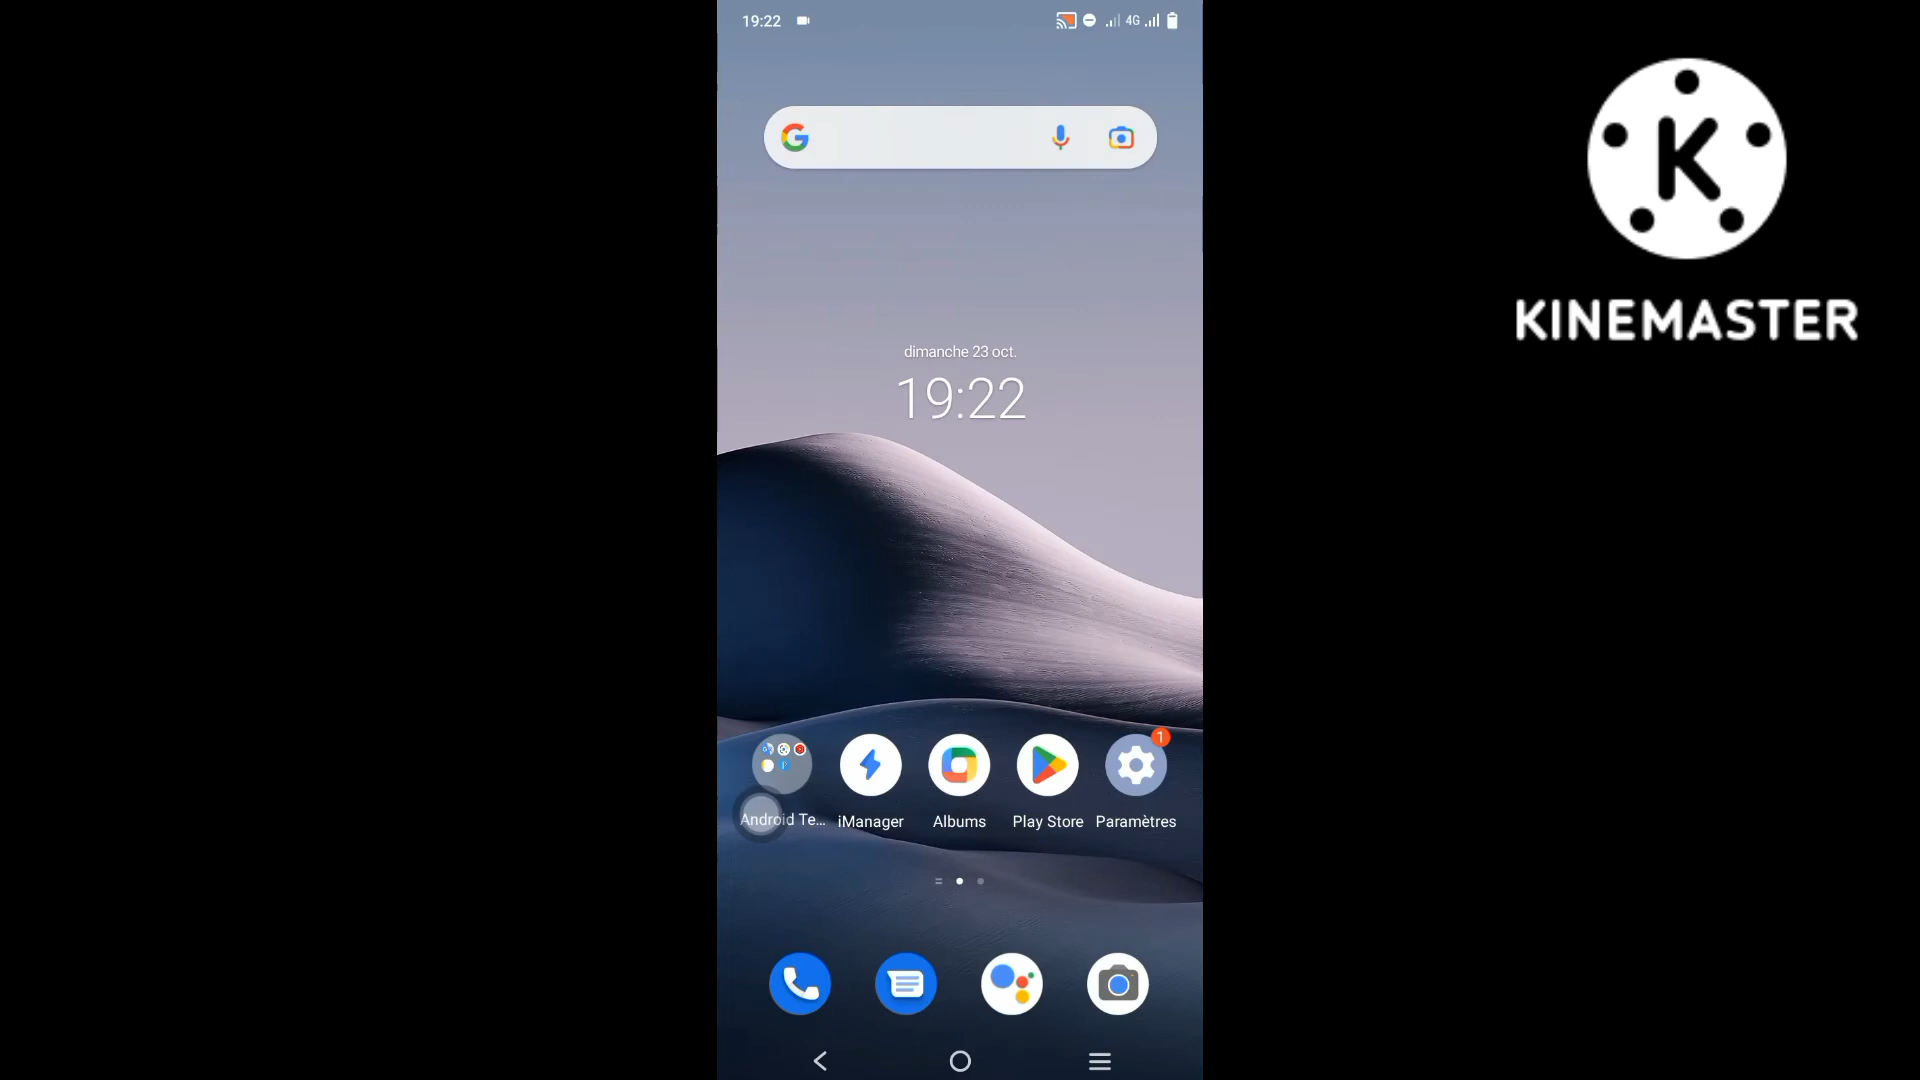 19:22
4G
KINEMASTER
dimanche 23 oct.
19:22
1
Android Te...
iManager
Albums
Play Store
Paramètres